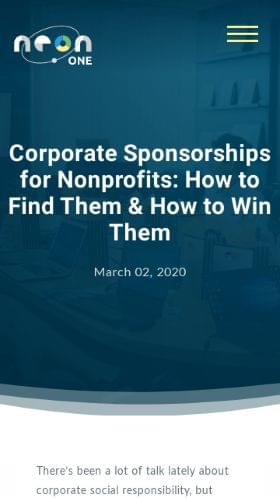 neon
ONE
Corporate Sponsorships
for Nonprofits: How to
Find Them & How to Win
Them
March 02, 2020
There's been a lot of talk lately about
corporate social responsibility, but